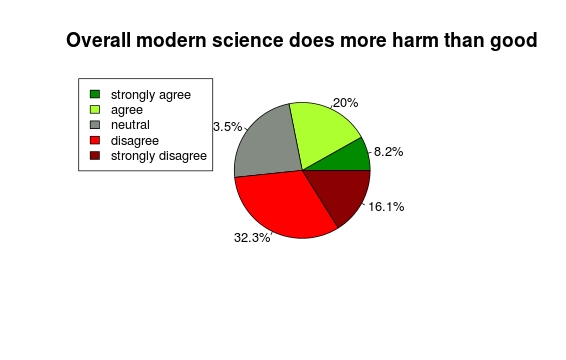 Overall modern science does more harm than good
strongly agree
agree
neutral
disagree
strongly disagree
20%
3.5%
8.2%
16.1%
32.3%